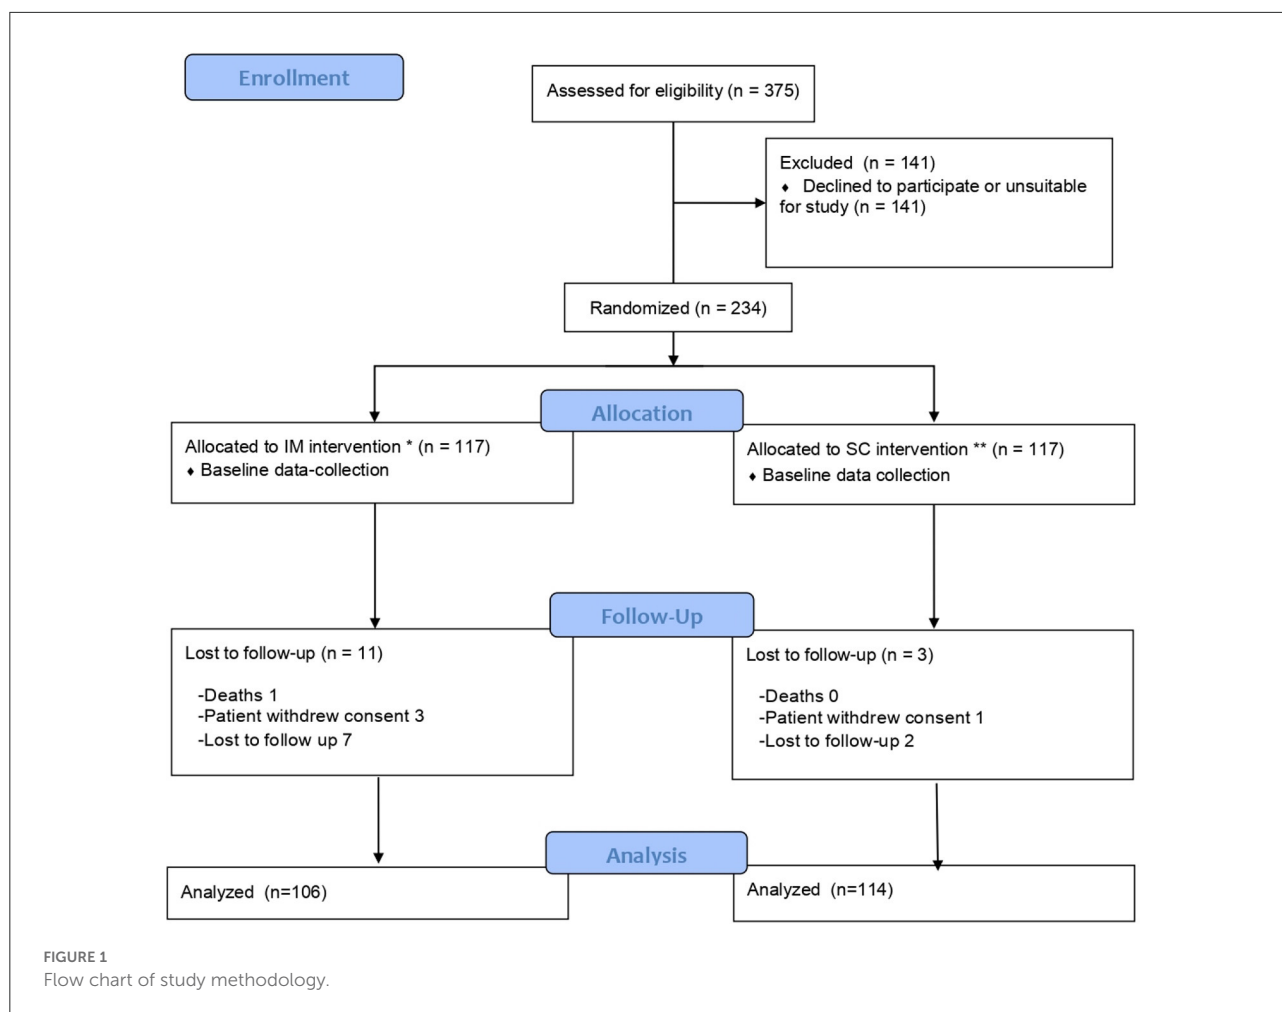 Enrollment
Assessed for eligibility (n = 375)
Excluded (n = 141)
♦ Declined to participate or unsuitable
for study (n = 141)
Randomized (n = 234)
Allocation
Allocated to IM intervention * (n = 117)
♦ Baseline data-collection
Allocated to SC intervention ** (n = 117)
♦ Baseline data collection
Follow-Up
Lost to follow-up (n = 11)
-Deaths 1
-Patient withdrew consent 3
-Lost to follow up 7
Lost to follow-up (n = 3)
-Deaths 0
-Patient withdrew consent 1
-Lost to follow-up 2
Analysis
Analyzed (n=106)
Analyzed (n=114)
FIGURE 1
Flow chart of study methodology.